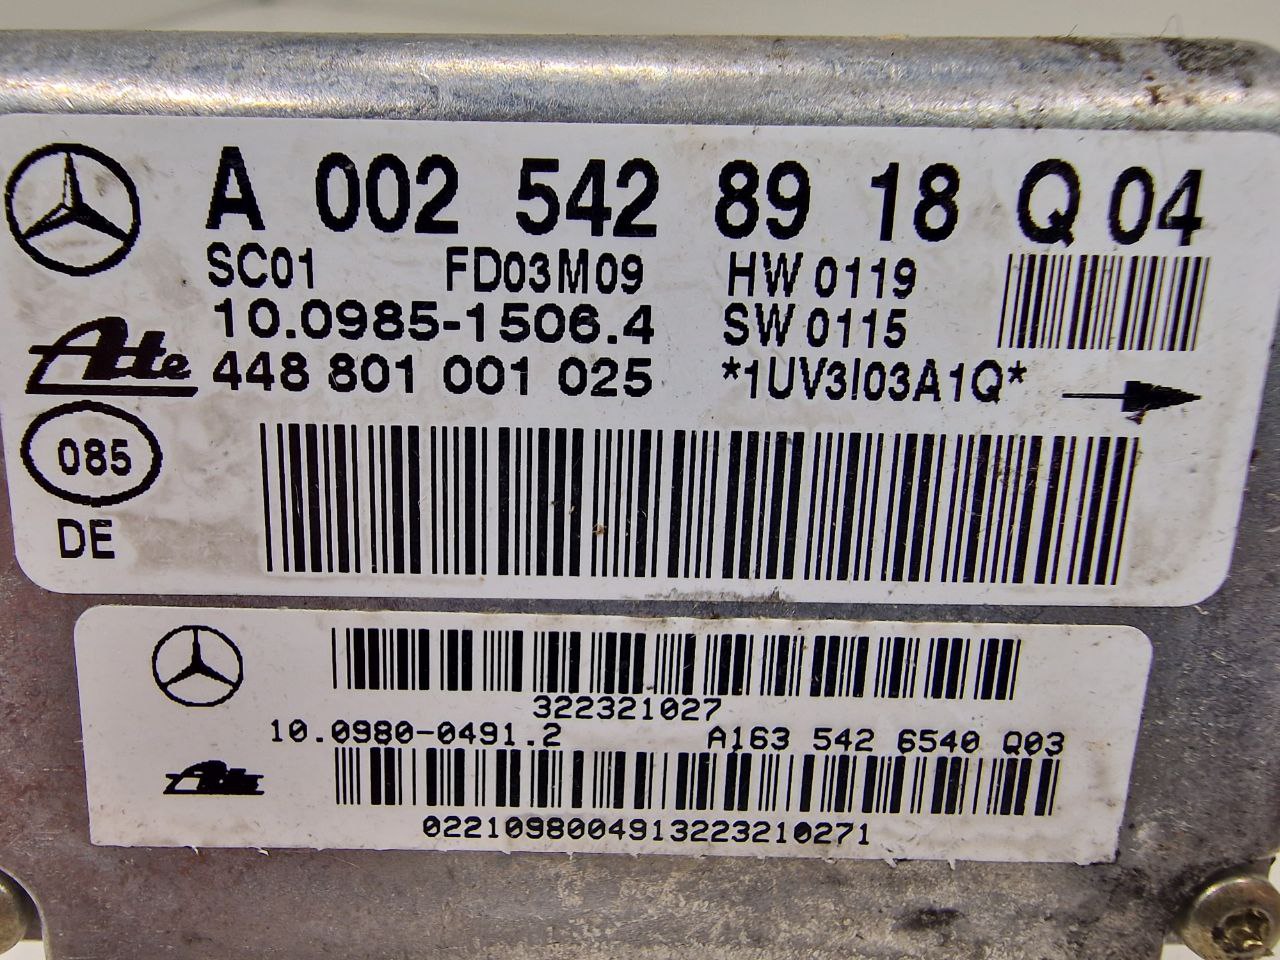 A 002 542 89 18 Q 04
SC01 FD03M09 HW 0119
10.0985-1506.4 SW 0115
Ate 448 801 001 025 *1UV3I03A1Q*
085
DE
322321027
10.0980-0491.2 A163 542 6540 Q03
Ate
0221098004913223210271